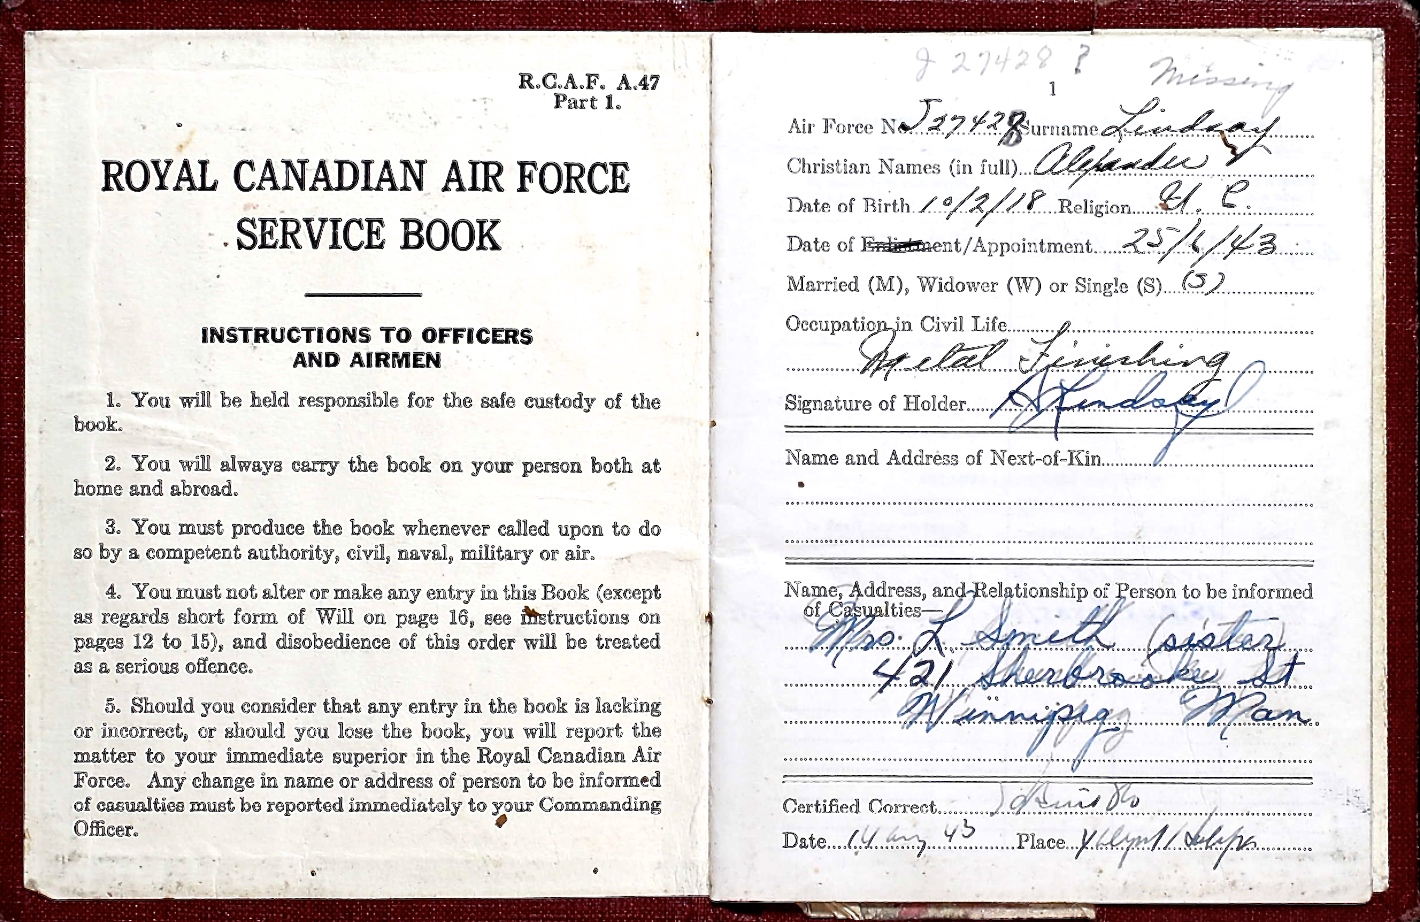 R.C.A.F. A.47
Part 1.
ROYAL CANADIAN AIR FORCE
SERVICE BOOK
INSTRUCTIONS TO OFFICERS
AND AIRMEN
1. You will be held responsible for the safe custody of the
book.
2. You will always carry the book on your person both at
home and abroad.
3. You must produce the book whenever called upon to do
so by a competent authority, civil, naval, military or air.
4. You must not alter or make any entry in this Book (except
as regards short form of Will on page 16, see instructions on
pages 12 to 15), and disobedience of this order will be treated
as a serious offence.
5. Should you consider that any entry in the book is lacking
or incorrect, or should you lose the book, you will report the
matter to your immediate superior in the Royal Canadian Air
Force. Any change in name or address of person to be informed
of casualties must be reported immediately to your Commanding
Officer.
J 27428 ? Missing
1
Air Force No. J27428 Surname Lindsay
Christian Names (in full) Alexander
Date of Birth 10/2/18 Religion U. C.
Date of Enlistment/Appointment 25/6/43
Married (M), Widower (W) or Single (S) (S)
Occupation in Civil Life
Metal Finishing
Signature of Holder A Lindsay
Name and Address of Next-of-Kin
Name, Address, and Relationship of Person to be informed
of Casualties—
Mrs. L Smith (sister)
421 Sherbrooke St
Winnipeg Man
Certified Correct
Date 14 Aug 43 Place